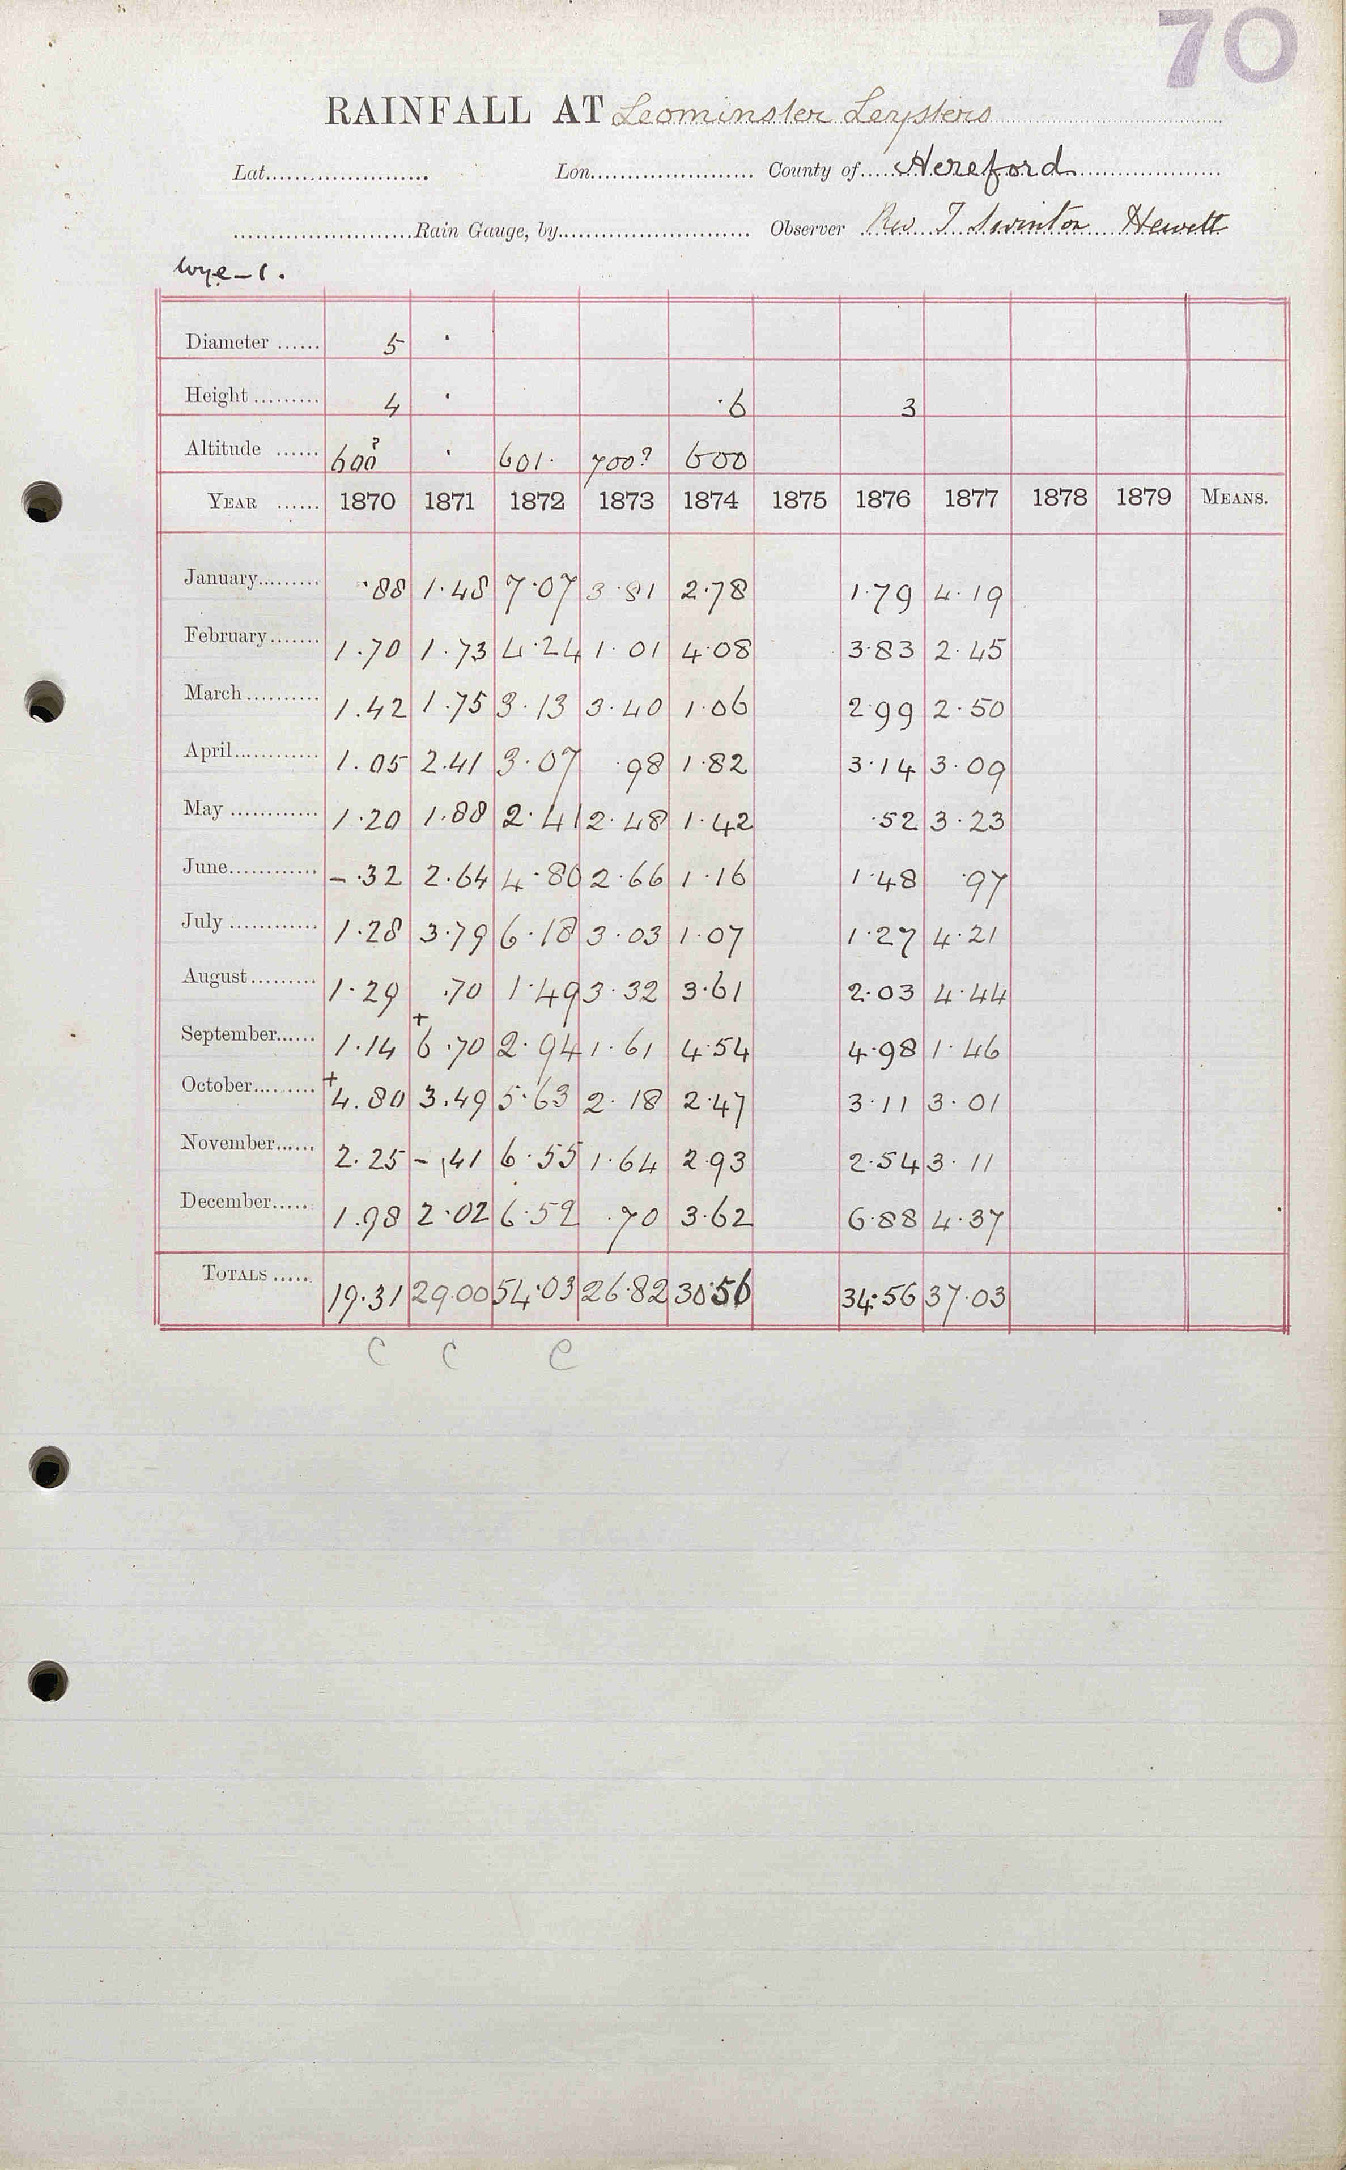 70
RAINFALL AT Leominster Leysters
Lat. Lon. County of Hereford
Rain Gauge, by Observer Rev T Swinton Hewett
Wye-1.
Diameter 5 ·
Height 4 · ·6 3
Altitude 600? · 601· 700? 600
YEAR 1870 1871 1872 1873 1874 1875 1876 1877 1878 1879 MEANS.
January ·88 1·48 7·07 3·81 2·78 1·79 4·19
February 1·70 1·73 4·24 1·01 4·08 3·83 2·45
March 1.42 1·75 3·13 3·40 1·06 2·99 2·50
April 1.05 2.41 3·07 ·98 1·82 3·14 3·09
May 1·20 1·88 2·41 2·48 1·42 ·52 3·23
June -·32 2·64 4·80 2·66 1·16 1·48 ·97
July 1·28 3·79 6·18 3·03 1·07 1·27 4·21
August 1·29 ·70 1·49 3·32 3·61 2·03 4·44
September 1·14 +6·70 2·94 1·61 4·54 4·98 1·46
October +4.80 3.49 5·63 2·18 2·47 3·11 3·01
November 2.25 -.41 6·55 1·64 2·93 2·54 3·11
December 1.98 2·02 6·52 ·70 3·62 6·88 4·37
TOTALS 19·31 29.00 54·03 26·82 30·56 34·56 37·03
C C C